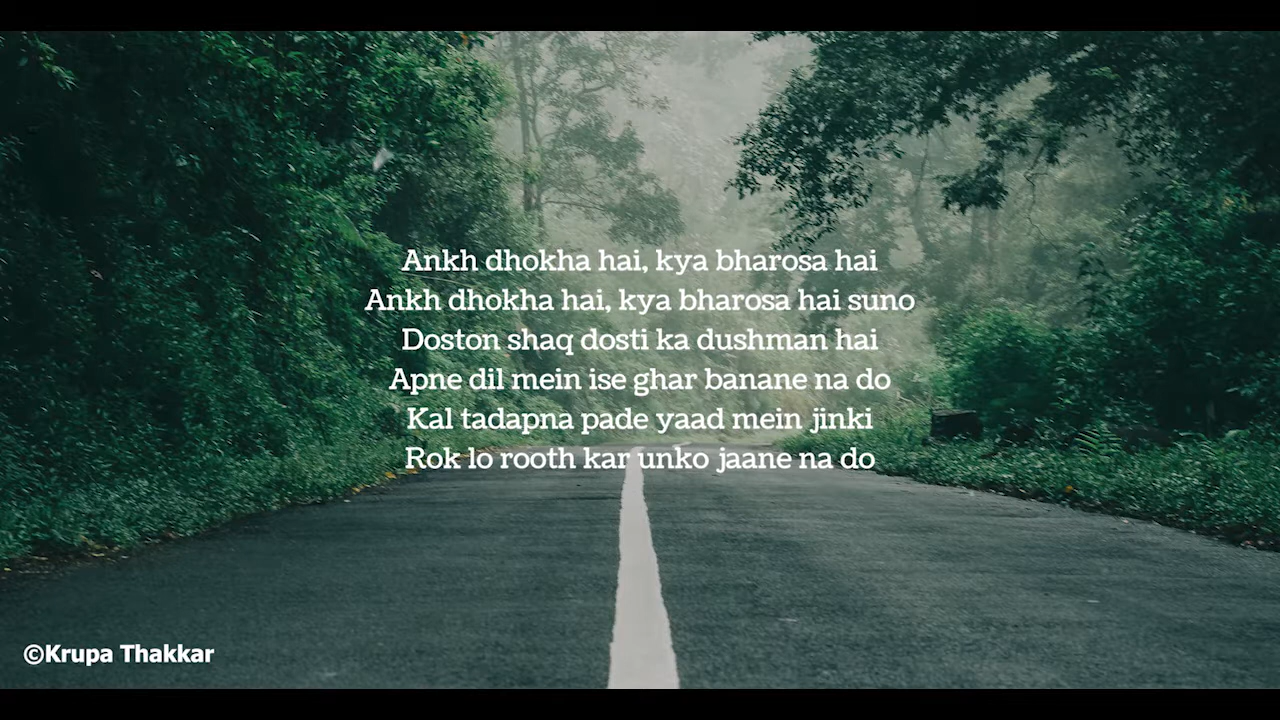 Ankh dhokha hai, kya bharosa hai
Ankh dhokha hai, kya bharosa hai suno
Doston shaq dosti ka dushman hai
Apne dil mein ise ghar banane na do
Kal tadapna pade yaad mein jinki
Rok lo rooth kar unko jaane na do
©Krupa Thakkar